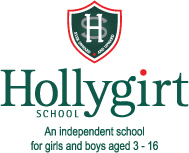 H
Hollygirt
SCHOOL
An independent school
for girls and boys aged 3 - 16